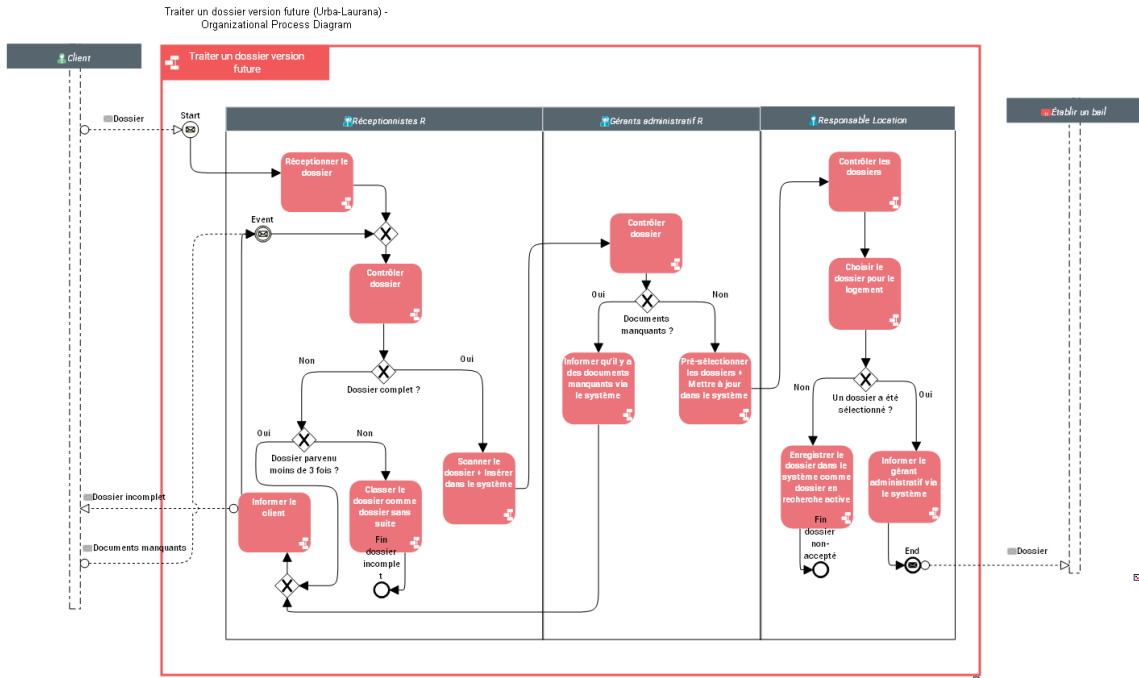 Traiter un dossier version future (Urba-Laurana) -
Organizational Process Diagram
Client
Traiter un dossier version
future
Établir un bail
Réceptionnistes R
Gérants administratif R
Responsable Location
Dossier
Start
Réceptionner le
dossier
Event
Contrôler
dossier
Non
Oui
Dossier complet ?
Oui
Non
Dossier parvenu
moins de 3 fois ?
Scanner le
dossier + Insérer
dans le système
Classer le
dossier comme
dossier sans
suite
Fin
dossier
incomple
t
Informer le
client
Dossier incomplet
Documents manquants
Contrôler
dossier
Oui
Non
Documents
manquants ?
Informer qu'il y a
des documents
manquants via
le système
Pré-sélectionner
les dossiers +
Mettre à jour
dans le système
Contrôler les
dossiers
Choisir le
dossier pour le
logement
Non
Oui
Un dossier a été
sélectionné ?
Enregistrer le
dossier dans le
système comme
dossier en
recherche active
Fin
dossier
non-
accepté
Informer le
gérant
administratif via
le système
End
Dossier